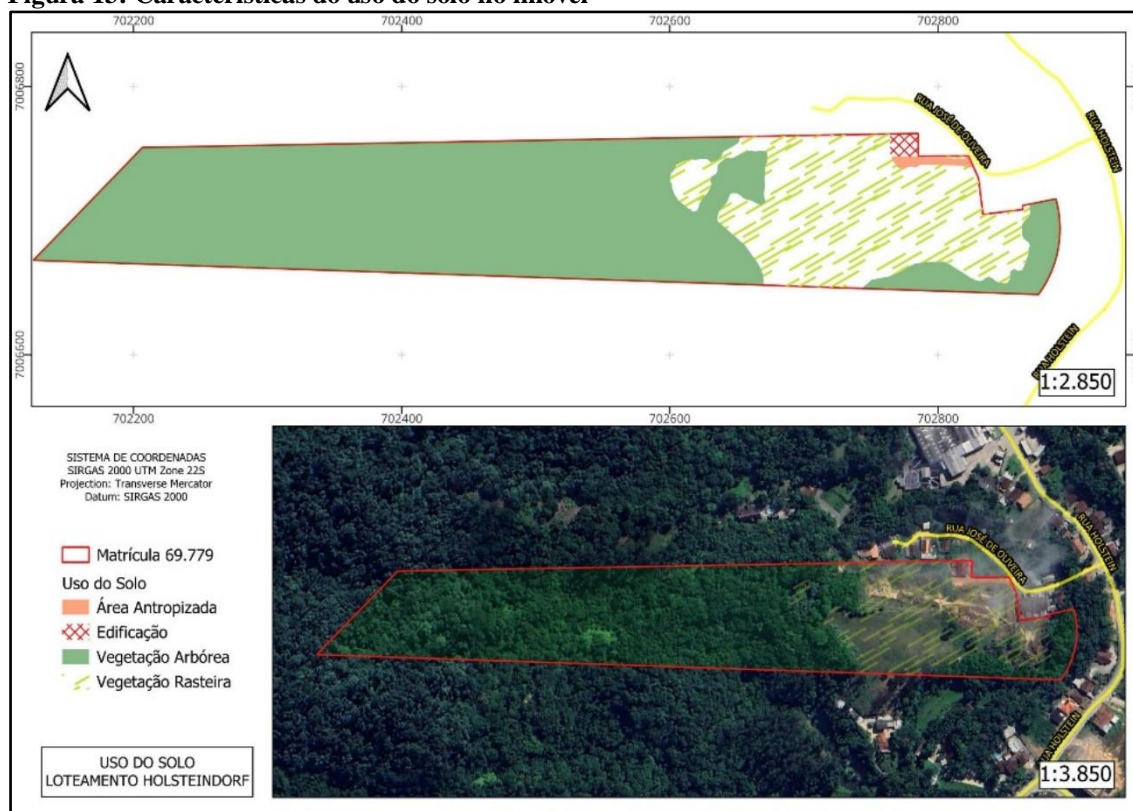 Figura 15: Características do uso do solo no imóvel
702200 702400 702600 702800
7006800
7006600
RUA JOSÉ DE OLIVEIRA
RUA HOLSTEIN
RUA HOLSTEIN
1:2.850
702200 702400 702600 702800
SISTEMA DE COORDENADAS
SIRGAS 2000 UTM Zone 22S
Projection: Transverse Mercator
Datum: SIRGAS 2000
Matrícula 69.779
Uso do Solo
Área Antropizada
Edificação
Vegetação Arbórea
Vegetação Rasteira
USO DO SOLO
LOTEAMENTO HOLSTEINDORF
RUA JOSÉ DE OLIVEIRA
RUA HOLSTEIN
RUA HOLSTEIN
1:3.850